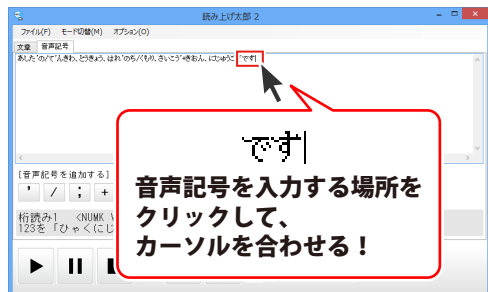 読み上げ太郎 2
ファイル(F) モード切替(M) オプション(O)
文章 音声記号
あした'の/て'んきわ、とうきょう、はれ'のち/くもり、さいこう'+きおん、にじゅうご'です
[音声記号を追加する]
' / ; +
桁読み1 <NUMK V
123を「ひゃくにじ
です
音声記号を入力する場所を
クリックして、
カーソルを合わせる！